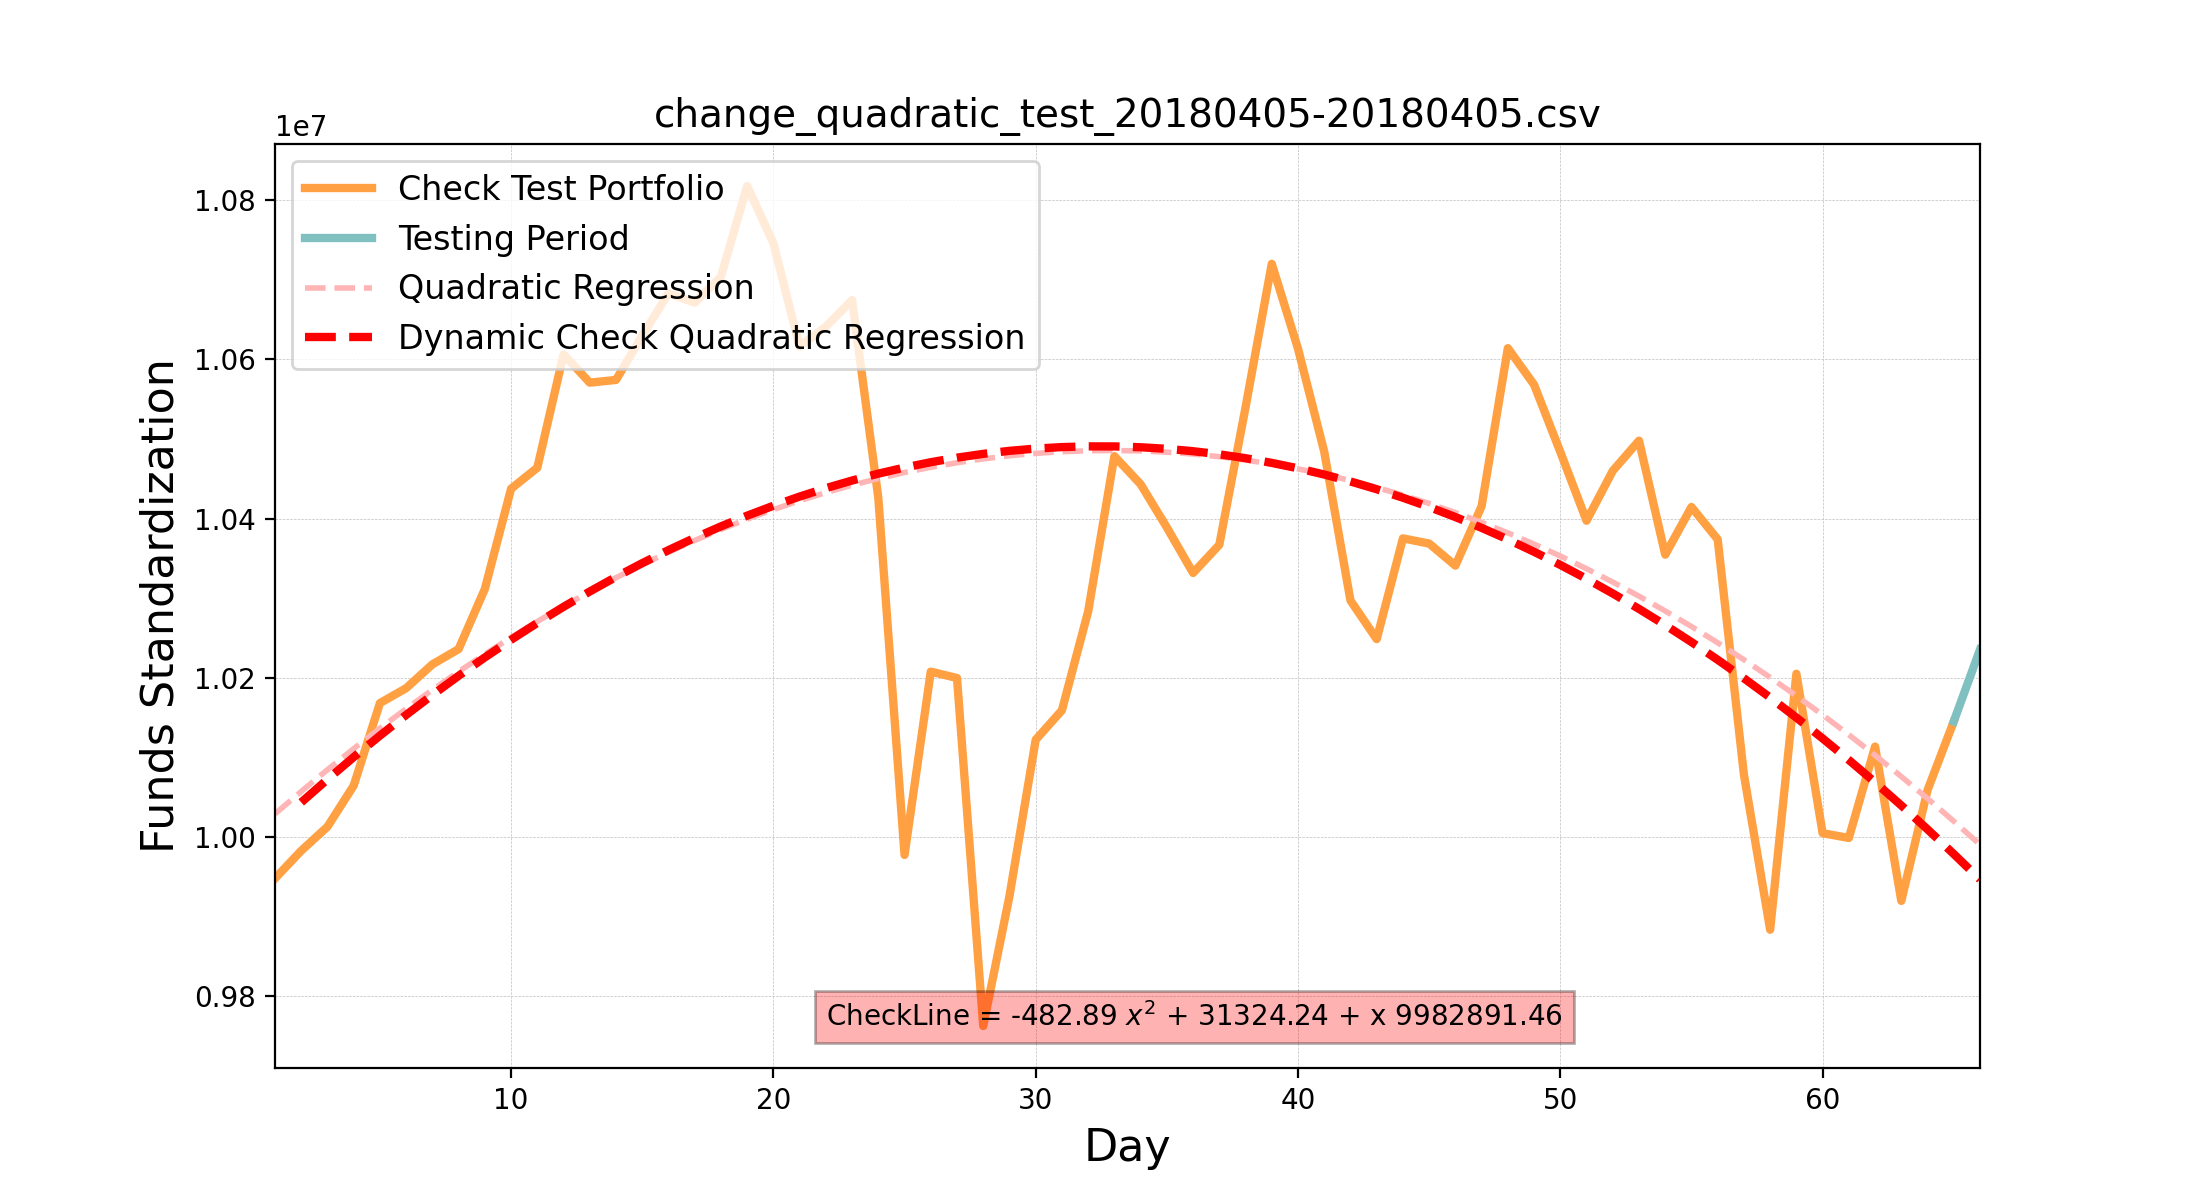 change_quadratic_test_20180405-20180405.csv
1e7
Check Test Portfolio
Testing Period
Quadratic Regression
Dynamic Check Quadratic Regression
1.08
1.06
1.04
1.02
1.00
0.98
Funds Standardization
CheckLine = -482.89 x² + 31324.24 + x 9982891.46
10 20 30 40 50 60
Day